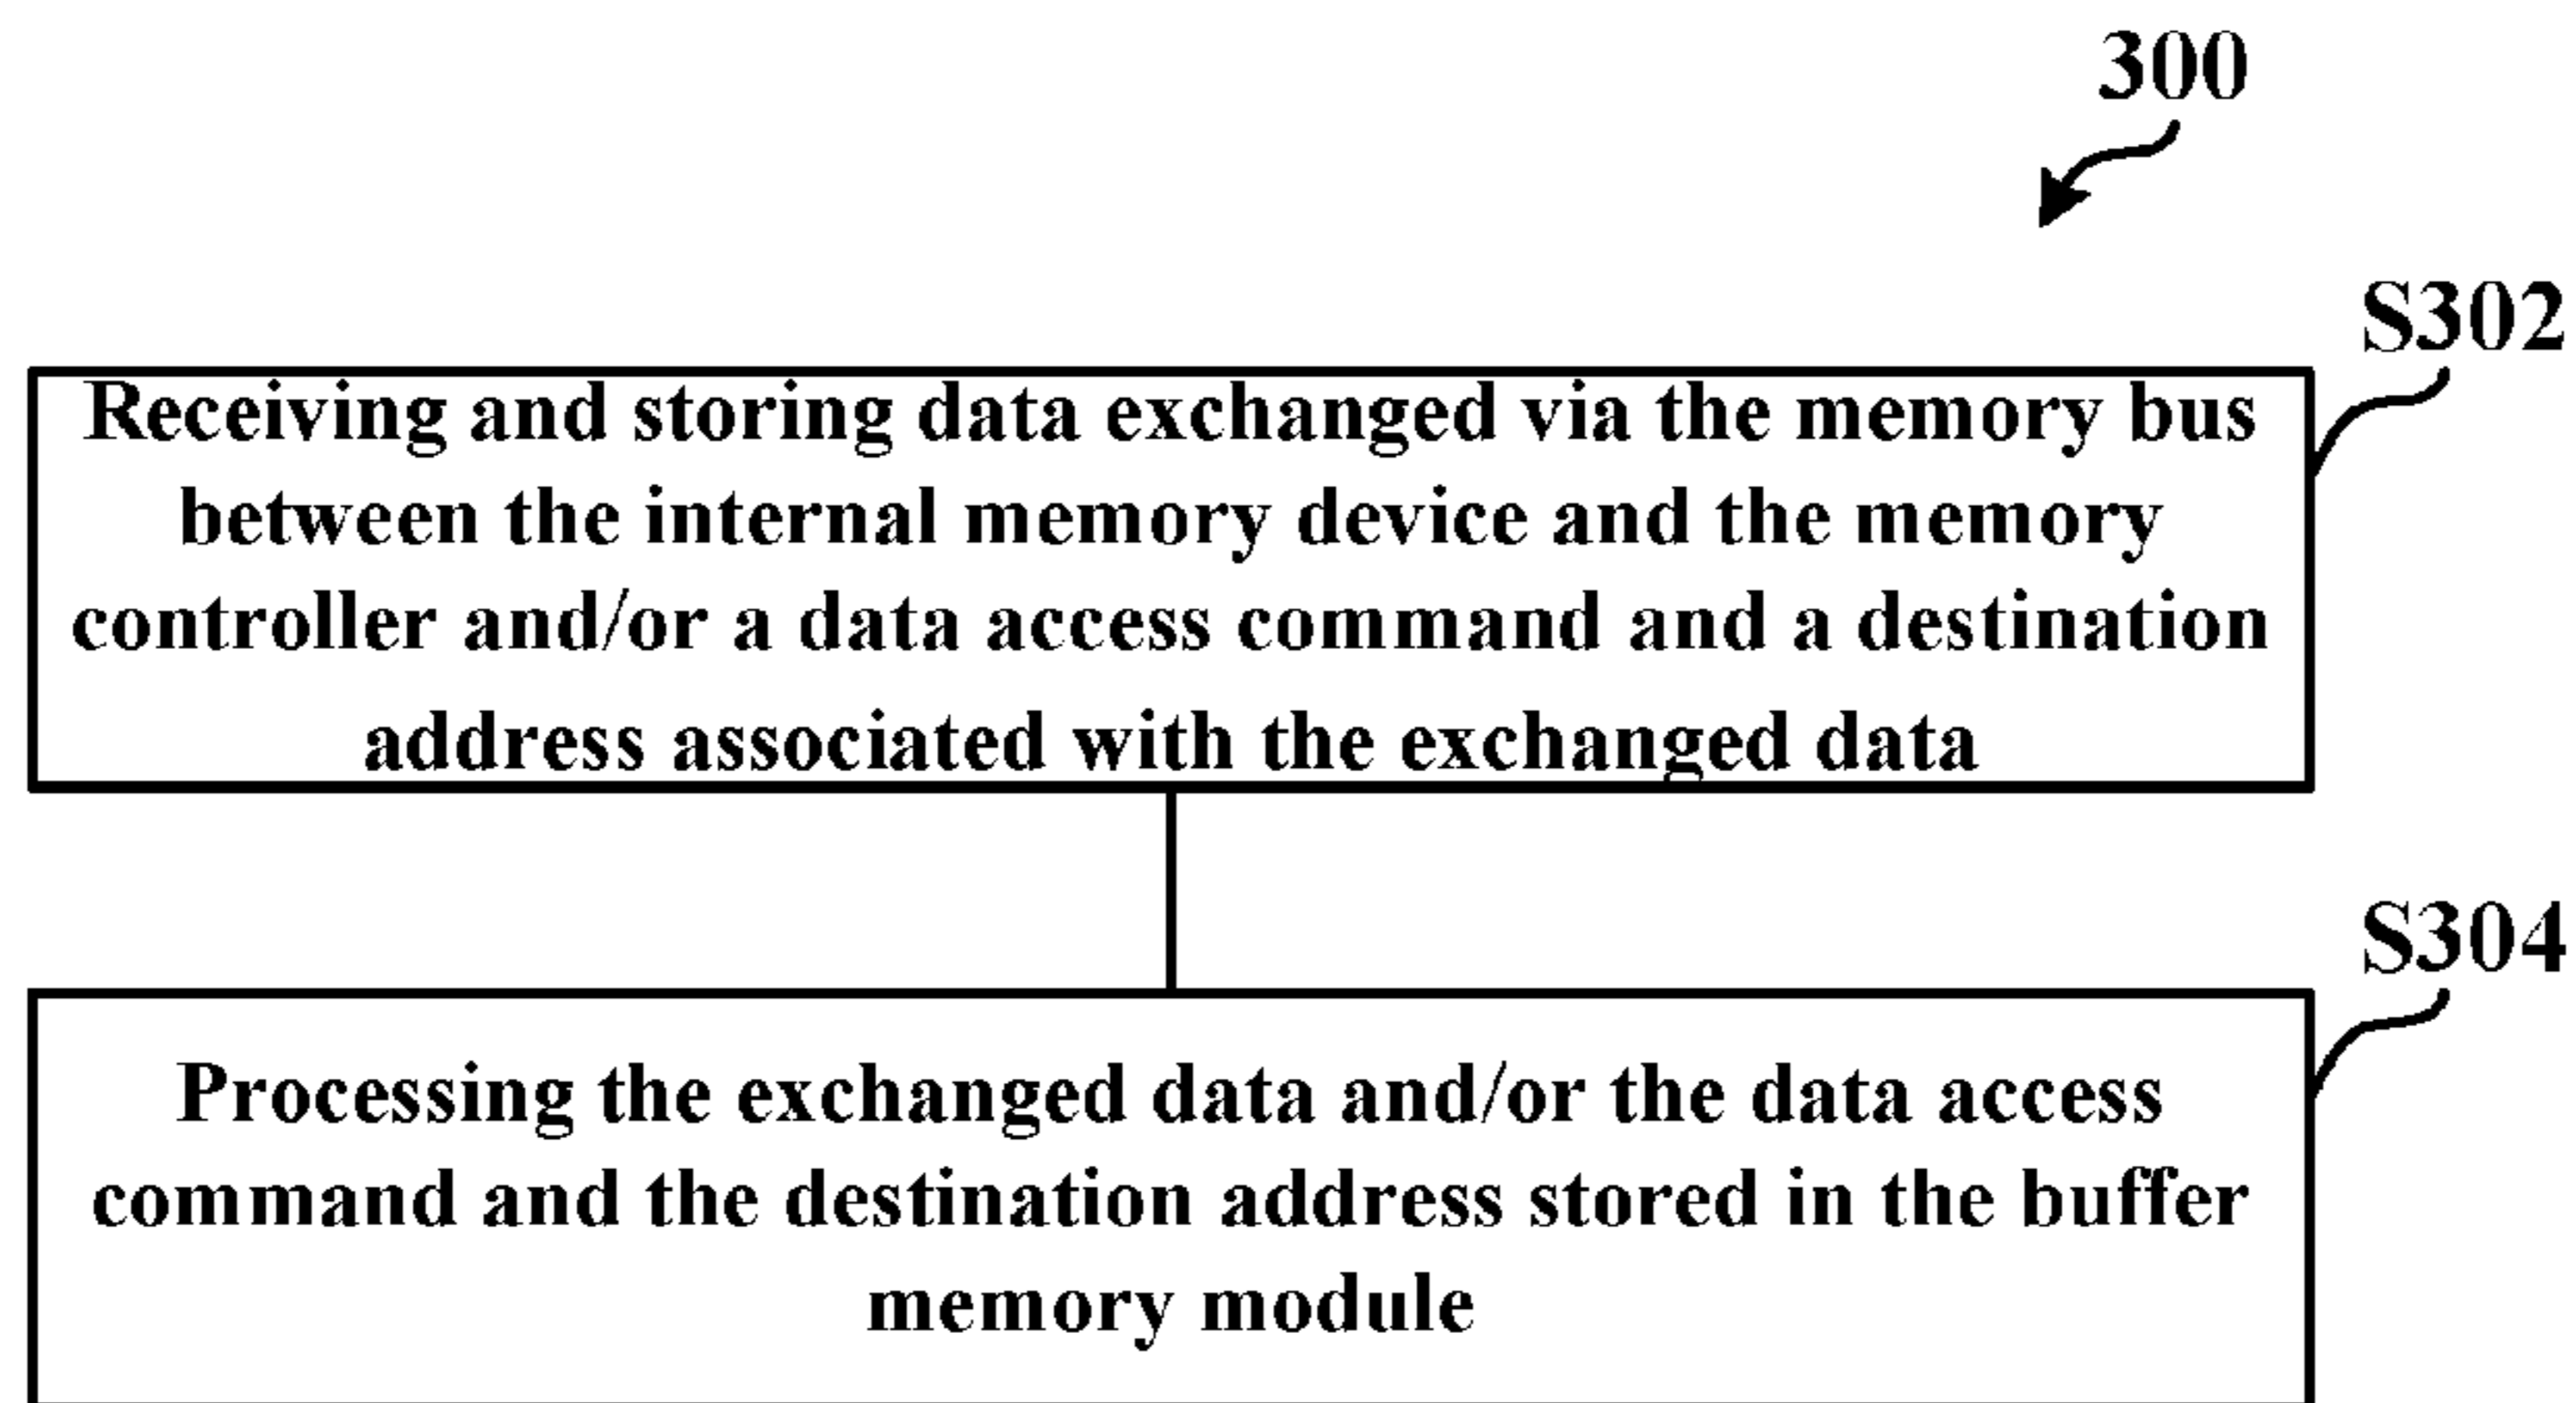 300
S302
Receiving and storing data exchanged via the memory bus
between the internal memory device and the memory
controller and/or a data access command and a destination
address associated with the exchanged data
S304
Processing the exchanged data and/or the data access
command and the destination address stored in the buffer
memory module